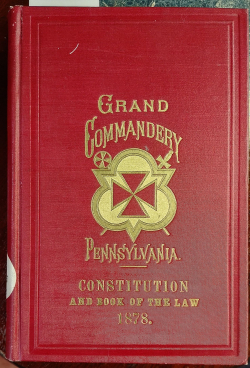 GRAND
COMMANDERY
PENNSYLVANIA.
CONSTITUTION
AND BOOK OF THE LAW
1878.